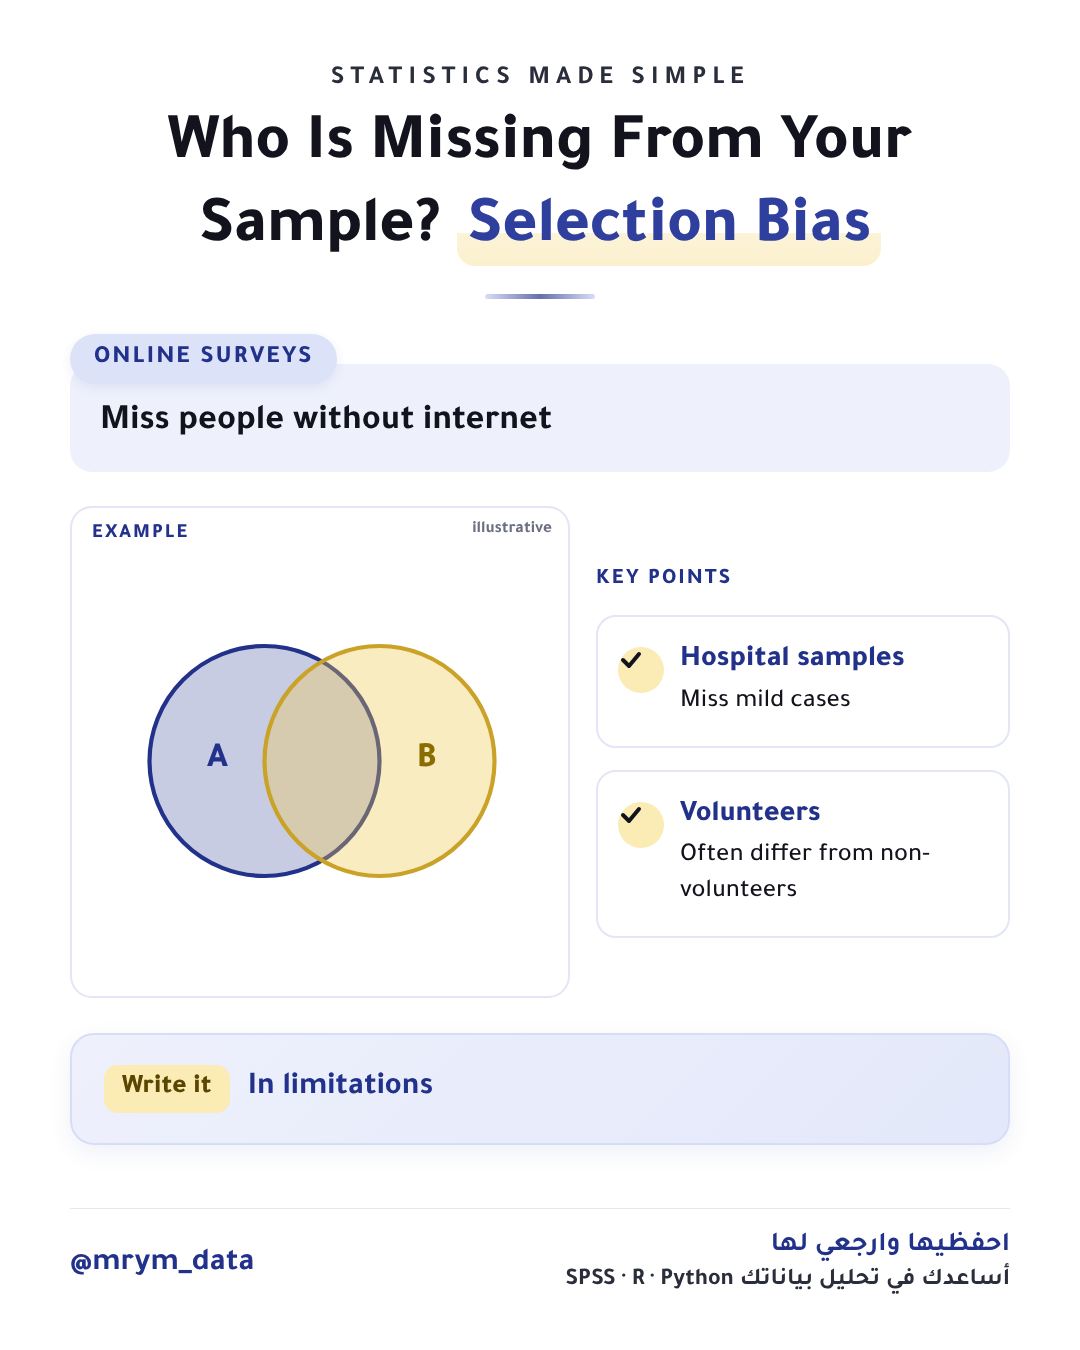 STATISTICS MADE SIMPLE
Who Is Missing From Your
Sample? Selection Bias
ONLINE SURVEYS
Miss people without internet
EXAMPLE
illustrative
A
B
KEY POINTS
Hospital samples
Miss mild cases
Volunteers
Often differ from non-
volunteers
Write it In limitations
@mrym_data
احفظيها وارجعي لها
أساعدك في تحليل بياناتك SPSS · R · Python